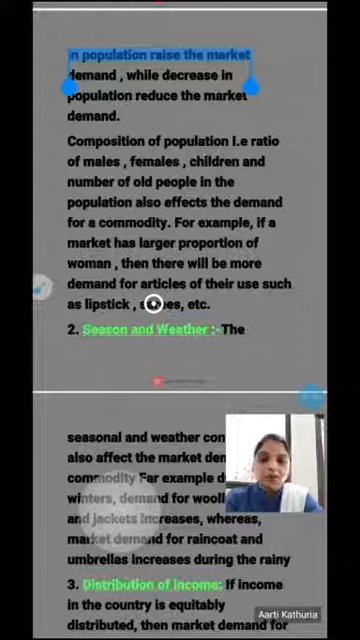 in population raise the market
demand , while decrease in
population reduce the market
demand.
Composition of population I.e ratio
of males , females , children and
number of old people in the
population also effects the demand
for a commodity. For example, if a
market has larger proportion of
woman , then there will be more
demand for articles of their use such
as lipstick , etc.
2. Season and Weather :-The
seasonal and weather con
also affect the market den
commodity Far example d
winters, demand for wooll
and jackets increases, whereas,
market demand for raincoat and
umbrellas increases during the rainy
3. Distribution of Income: If income
in the country is equitably
distributed, then market demand for
Aarti Kathuria